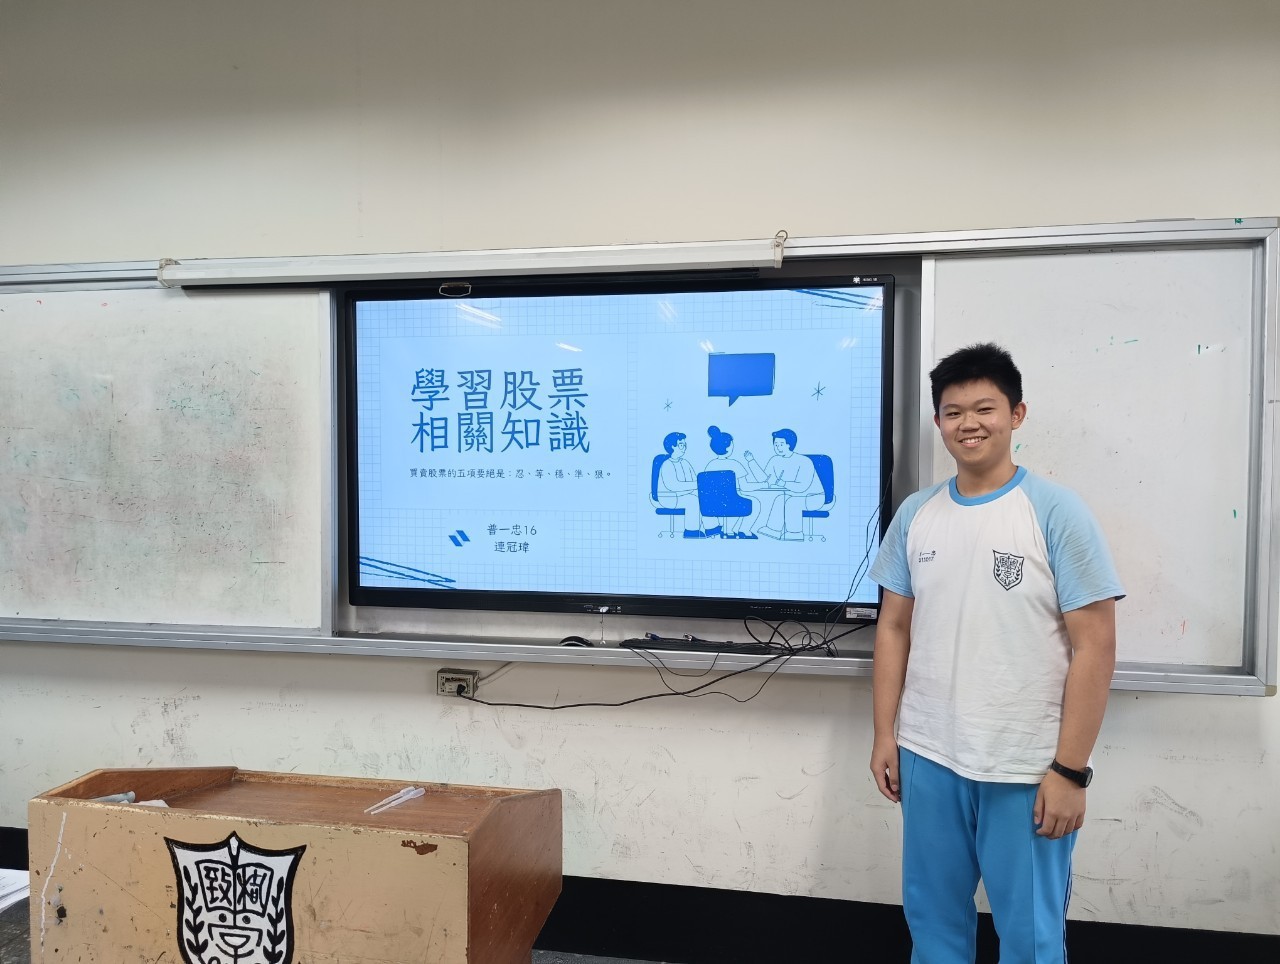 學習股票
相關知識
買賣股票的五項要絕是：忍、等、穩、準、狠。
普一忠16
連冠瑋